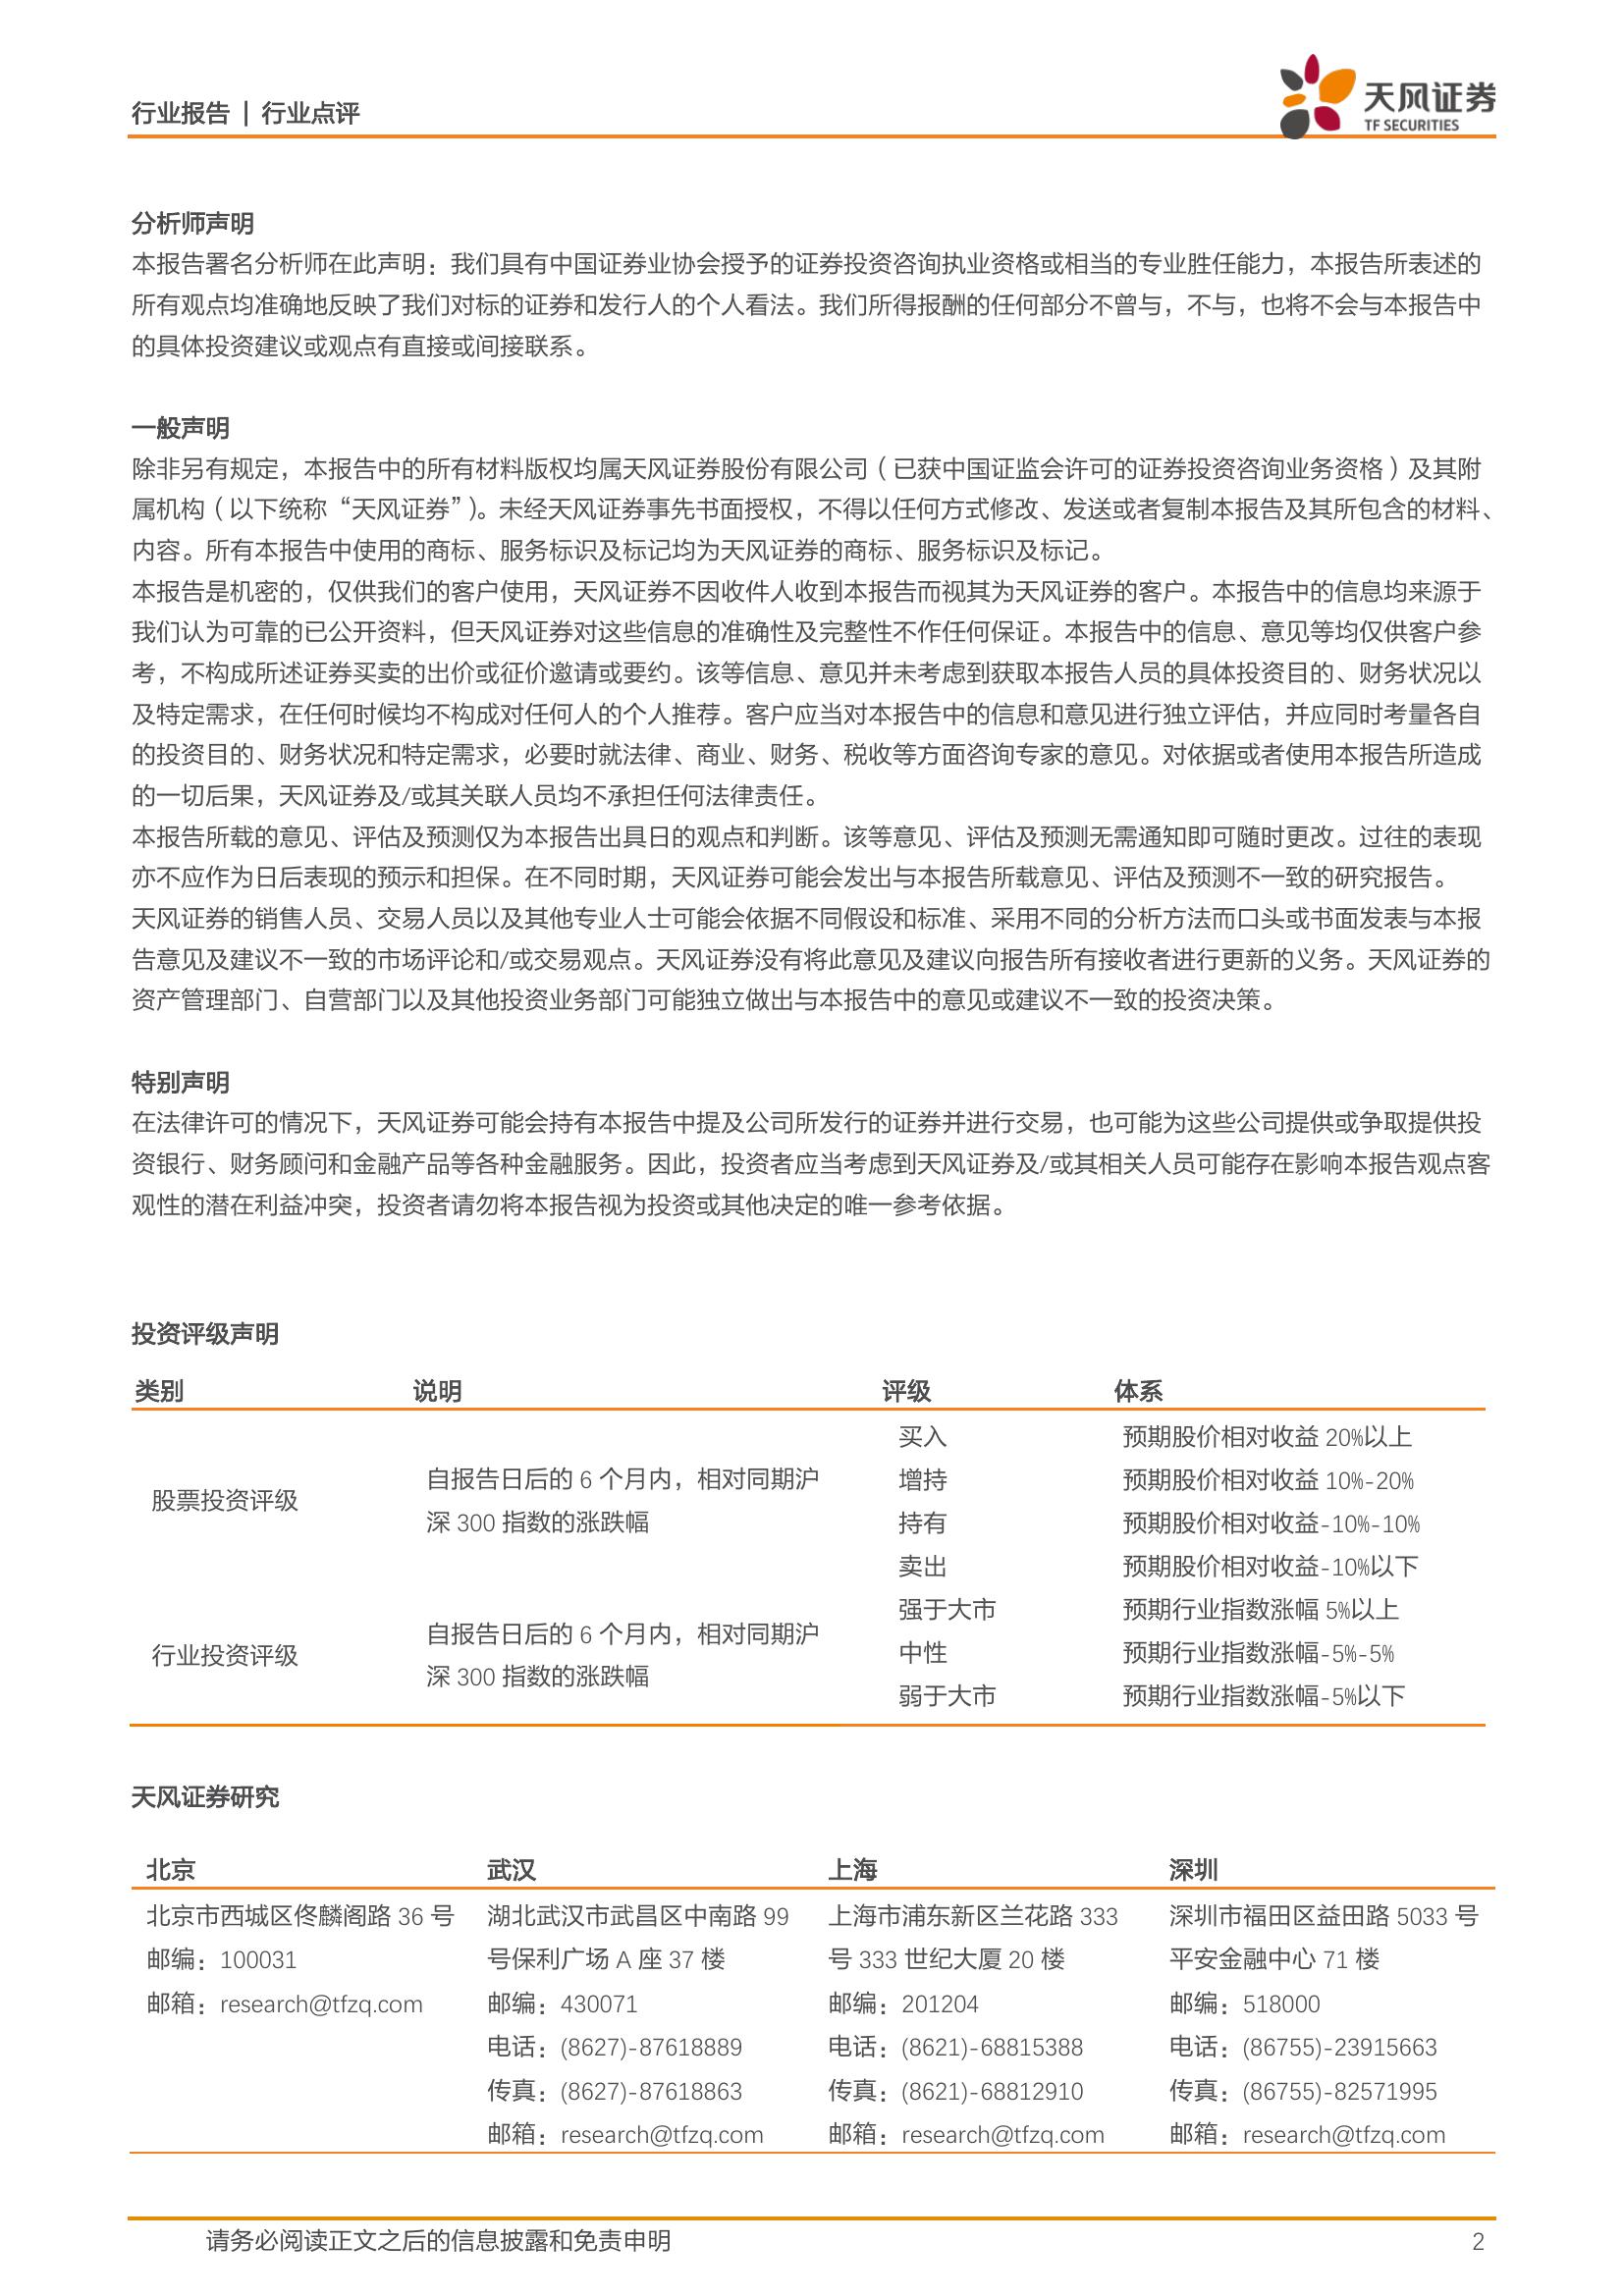 行业报告 | 行业点评
天风证券
TF SECURITIES
分析师声明
本报告署名分析师在此声明：我们具有中国证券业协会授予的证券投资咨询执业资格或相当的专业胜任能力，本报告所表述的
所有观点均准确地反映了我们对标的证券和发行人的个人看法。我们所得报酬的任何部分不曾与，不与，也将不会与本报告中
的具体投资建议或观点有直接或间接联系。
一般声明
除非另有规定，本报告中的所有材料版权均属天风证券股份有限公司（已获中国证监会许可的证券投资咨询业务资格）及其附
属机构（以下统称“天风证券”）。未经天风证券事先书面授权，不得以任何方式修改、发送或者复制本报告及其所包含的材料、
内容。所有本报告中使用的商标、服务标识及标记均为天风证券的商标、服务标识及标记。
本报告是机密的，仅供我们的客户使用，天风证券不因收件人收到本报告而视其为天风证券的客户。本报告中的信息均来源于
我们认为可靠的已公开资料，但天风证券对这些信息的准确性及完整性不作任何保证。本报告中的信息、意见等均仅供客户参
考，不构成所述证券买卖的出价或征价邀请或要约。该等信息、意见并未考虑到获取本报告人员的具体投资目的、财务状况以
及特定需求，在任何时候均不构成对任何人的个人推荐。客户应当对本报告中的信息和意见进行独立评估，并应同时考量各自
的投资目的、财务状况和特定需求，必要时就法律、商业、财务、税收等方面咨询专家的意见。对依据或者使用本报告所造成
的一切后果，天风证券及/或其关联人员均不承担任何法律责任。
本报告所载的意见、评估及预测仅为本报告出具日的观点和判断。该等意见、评估及预测无需通知即可随时更改。过往的表现
亦不应作为日后表现的预示和担保。在不同时期，天风证券可能会发出与本报告所载意见、评估及预测不一致的研究报告。
天风证券的销售人员、交易人员以及其他专业人士可能会依据不同假设和标准、采用不同的分析方法而口头或书面发表与本报
告意见及建议不一致的市场评论和/或交易观点。天风证券没有将此意见及建议向报告所有接收者进行更新的义务。天风证券的
资产管理部门、自营部门以及其他投资业务部门可能独立做出与本报告中的意见或建议不一致的投资决策。
特别声明
在法律许可的情况下，天风证券可能会持有本报告中提及公司所发行的证券并进行交易，也可能为这些公司提供或争取提供投
资银行、财务顾问和金融产品等各种金融服务。因此，投资者应当考虑到天风证券及/或其相关人员可能存在影响本报告观点客
观性的潜在利益冲突，投资者请勿将本报告视为投资或其他决定的唯一参考依据。
投资评级声明
类别 说明 评级 体系
股票投资评级
自报告日后的 6 个月内，相对同期沪
深 300 指数的涨跌幅
买入 预期股价相对收益 20%以上
增持 预期股价相对收益 10%-20%
持有 预期股价相对收益-10%-10%
卖出 预期股价相对收益-10%以下
行业投资评级
自报告日后的 6 个月内，相对同期沪
深 300 指数的涨跌幅
强于大市 预期行业指数涨幅 5%以上
中性 预期行业指数涨幅-5%-5%
弱于大市 预期行业指数涨幅-5%以下
天风证券研究
北京 武汉 上海 深圳
北京市西城区佟麟阁路 36 号
邮编：100031
邮箱：research@tfzq.com
湖北武汉市武昌区中南路 99
号保利广场 A 座 37 楼
邮编：430071
电话：(8627)-87618889
传真：(8627)-87618863
邮箱：research@tfzq.com
上海市浦东新区兰花路 333
号 333 世纪大厦 20 楼
邮编：201204
电话：(8621)-68815388
传真：(8621)-68812910
邮箱：research@tfzq.com
深圳市福田区益田路 5033 号
平安金融中心 71 楼
邮编：518000
电话：(86755)-23915663
传真：(86755)-82571995
邮箱：research@tfzq.com
请务必阅读正文之后的信息披露和免责申明 2